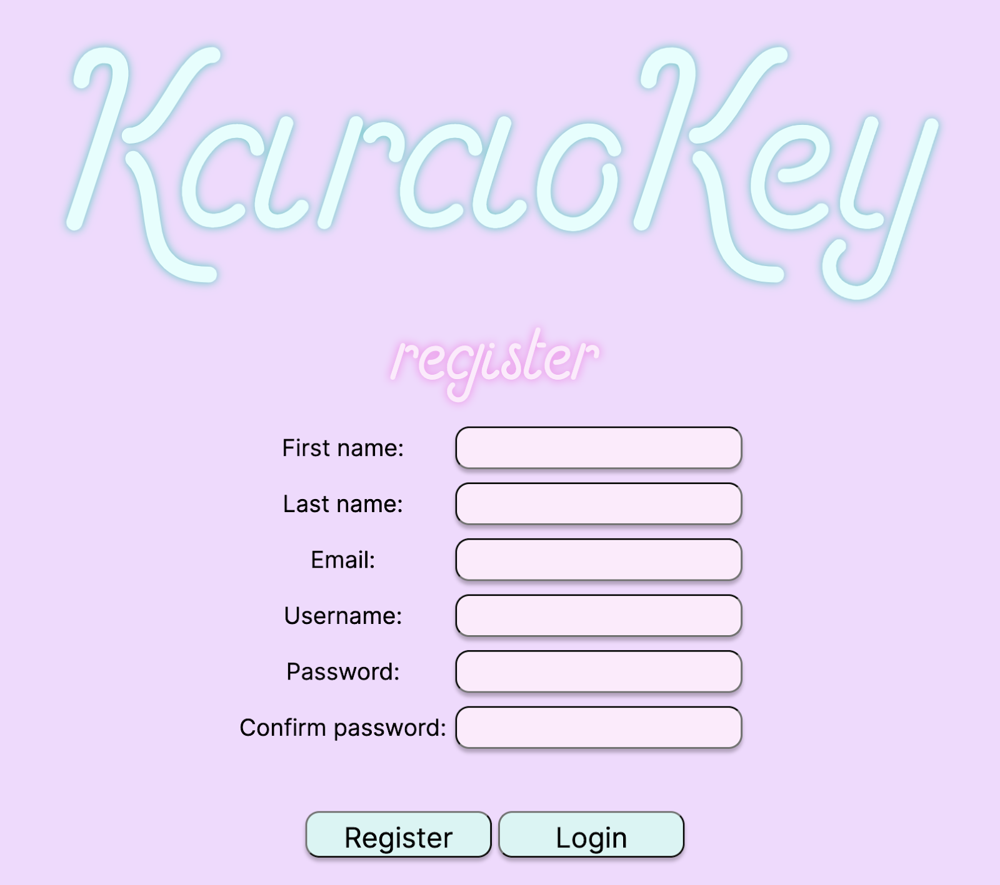 KaraoKey
register
First name:
Last name:
Email:
Username:
Password:
Confirm password:
Register Login